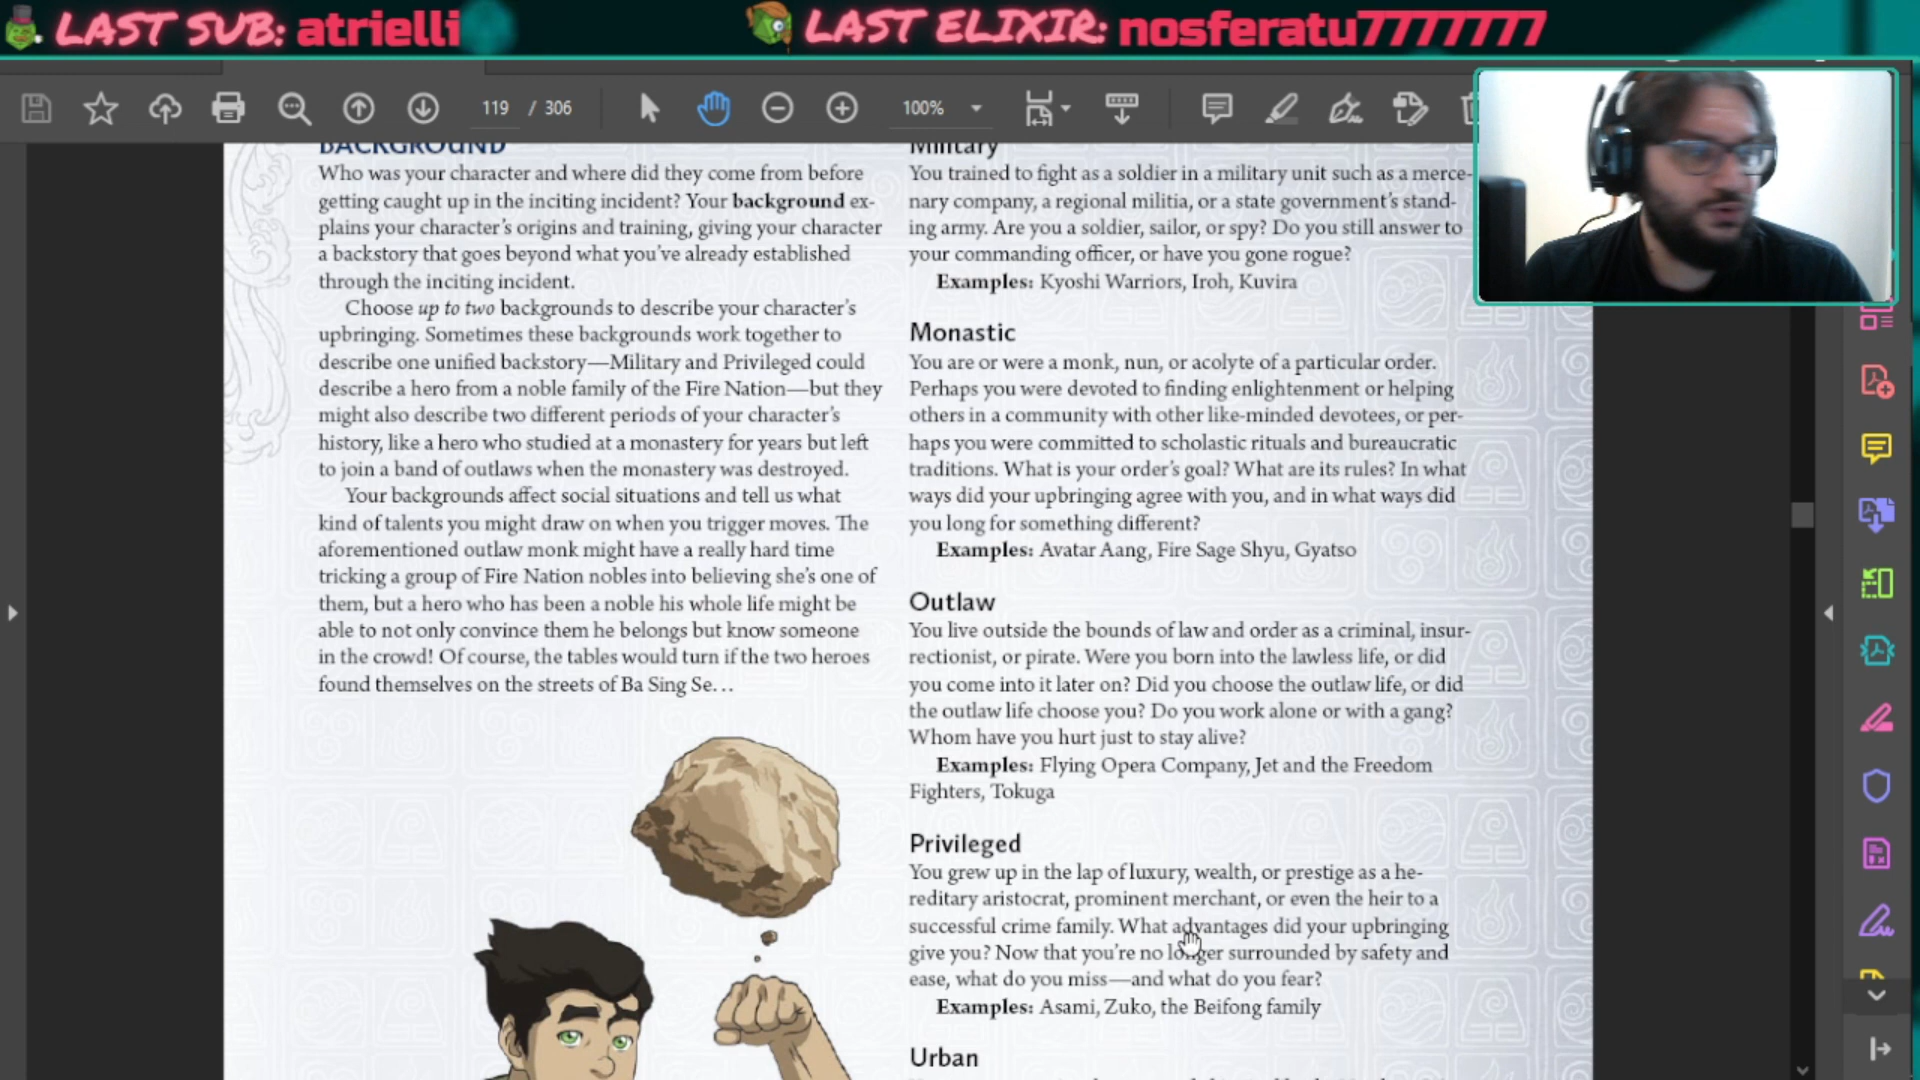 LAST SUB: atrielli
LAST ELIXIR: nosferatu7777777
119 / 306
100%
BACKGROUND
Who was your character and where did they come from before
getting caught up in the inciting incident? Your background ex-
plains your character's origins and training, giving your character
a backstory that goes beyond what you've already established
through the inciting incident.
Choose up to two backgrounds to describe your character's
upbringing. Sometimes these backgrounds work together to
describe one unified backstory—Military and Privileged could
describe a hero from a noble family of the Fire Nation—but they
might also describe two different periods of your character's
history, like a hero who studied at a monastery for years but left
to join a band of outlaws when the monastery was destroyed.
Your backgrounds affect social situations and tell us what
kind of talents you might draw on when you trigger moves. The
aforementioned outlaw monk might have a really hard time
tricking a group of Fire Nation nobles into believing she's one of
them, but a hero who has been a noble his whole life might be
able to not only convince them he belongs but know someone
in the crowd! Of course, the tables would turn if the two heroes
found themselves on the streets of Ba Sing Se…
Military
You trained to fight as a soldier in a military unit such as a merce-
nary company, a regional militia, or a state government's stand-
ing army. Are you a soldier, sailor, or spy? Do you still answer to
your commanding officer, or have you gone rogue?
Examples: Kyoshi Warriors, Iroh, Kuvira
Monastic
You are or were a monk, nun, or acolyte of a particular order.
Perhaps you were devoted to finding enlightenment or helping
others in a community with other like-minded devotees, or per-
haps you were committed to scholastic rituals and bureaucratic
traditions. What is your order's goal? What are its rules? In what
ways did your upbringing agree with you, and in what ways did
you long for something different?
Examples: Avatar Aang, Fire Sage Shyu, Gyatso
Outlaw
You live outside the bounds of law and order as a criminal, insur-
rectionist, or pirate. Were you born into the lawless life, or did
you come into it later on? Did you choose the outlaw life, or did
the outlaw life choose you? Do you work alone or with a gang?
Whom have you hurt just to stay alive?
Examples: Flying Opera Company, Jet and the Freedom
Fighters, Tokuga
Privileged
You grew up in the lap of luxury, wealth, or prestige as a he-
reditary aristocrat, prominent merchant, or even the heir to a
successful crime family. What advantages did your upbringing
give you? Now that you're no longer surrounded by safety and
ease, what do you miss—and what do you fear?
Examples: Asami, Zuko, the Beifong family
Urban